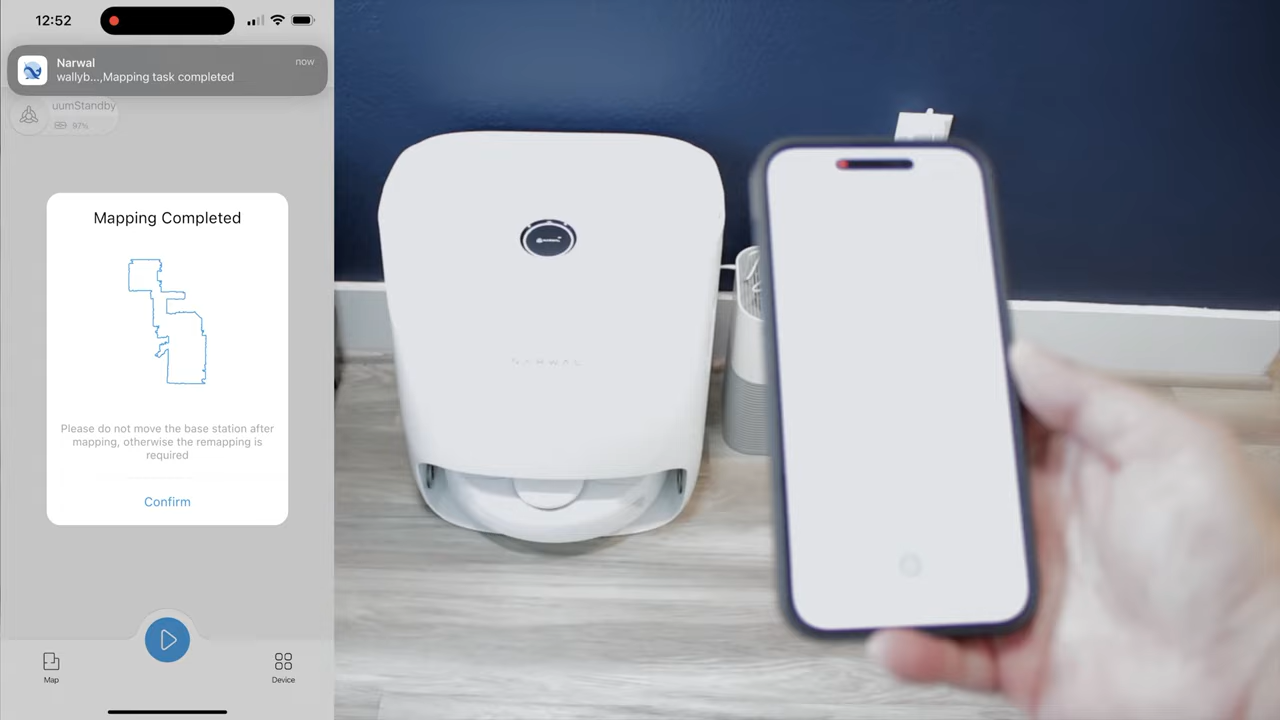 12:52
Narwal
now
wallyb...,Mapping task completed
uumStandby
97%
Mapping Completed
Please do not move the base station after
mapping, otherwise the remapping is
required
Confirm
Map
Device
NARWAL